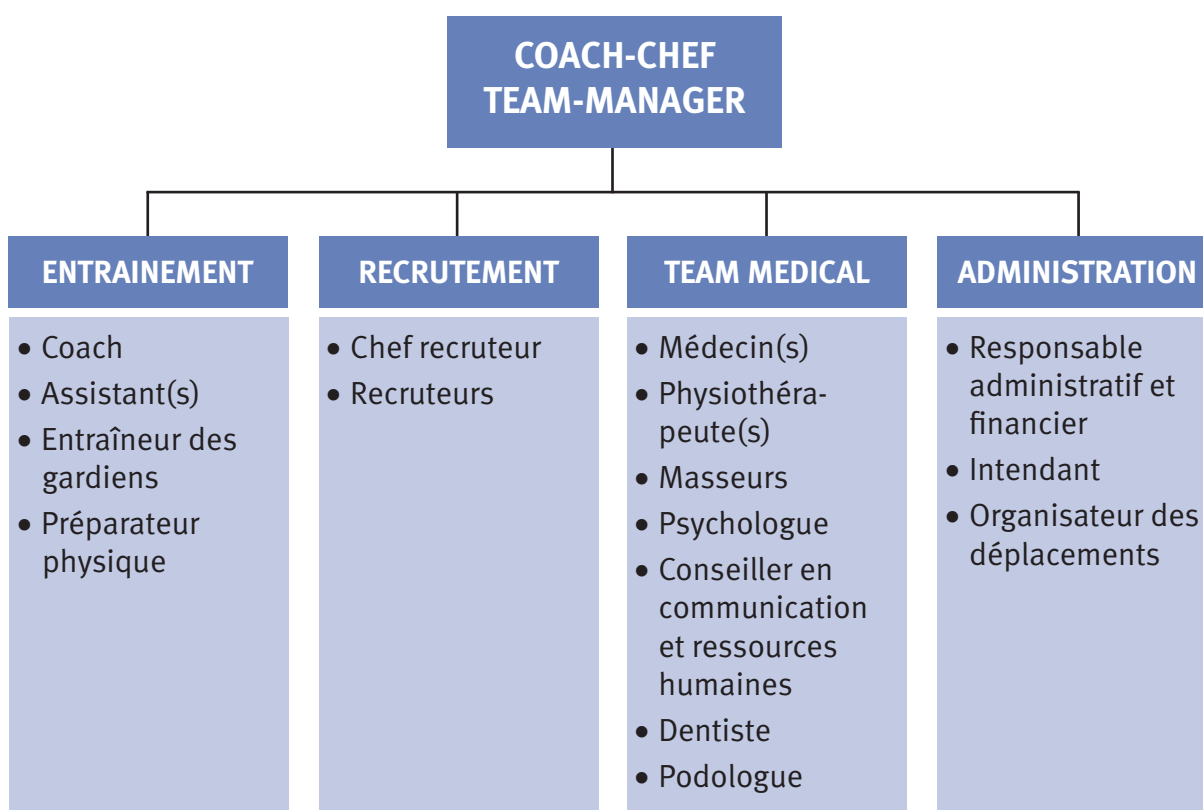 COACH-CHEF
TEAM-MANAGER
ENTRAINEMENT
• Coach
• Assistant(s)
• Entraîneur des
gardiens
• Préparateur
physique
RECRUTEMENT
• Chef recruteur
• Recruteurs
TEAM MEDICAL
• Médecin(s)
• Physiothéra-
peute(s)
• Masseurs
• Psychologue
• Conseiller en
communication
et ressources
humaines
• Dentiste
• Podologue
ADMINISTRATION
• Responsable
administratif et
financier
• Intendant
• Organisateur des
déplacements